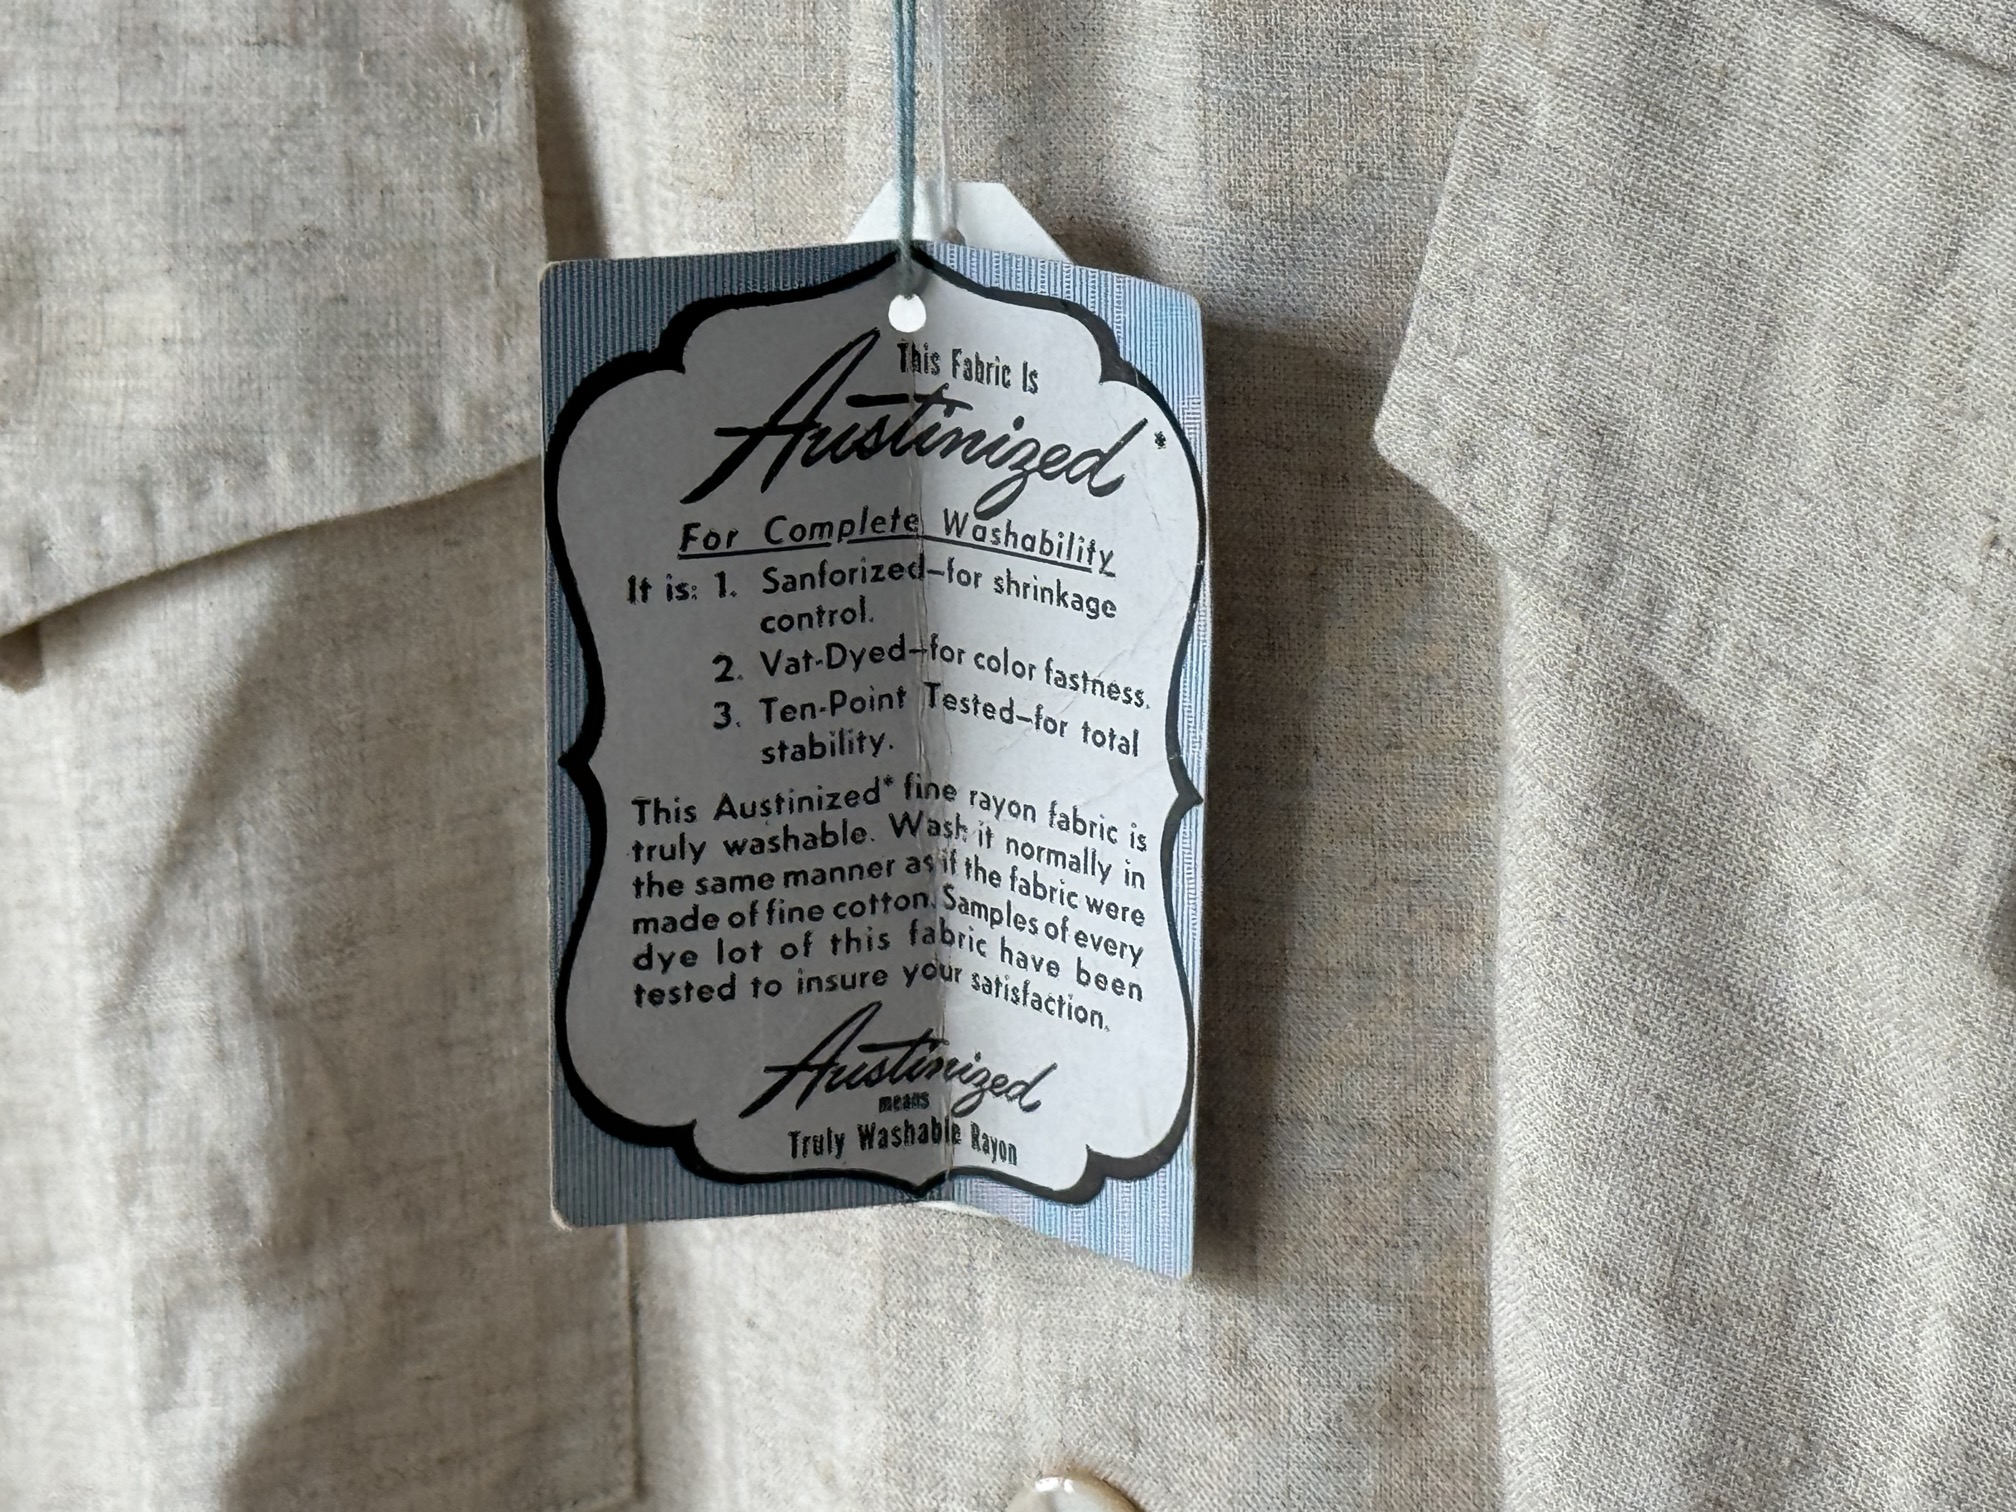 This Fabric Is
Austinized*
For Complete Washability
It is: 1. Sanforized—for shrinkage
control.
2. Vat-Dyed—for color fastness.
3. Ten-Point Tested—for total
stability.
This Austinized* fine rayon fabric is
truly washable. Wash it normally in
the same manner as if the fabric were
made of fine cotton. Samples of every
dye lot of this fabric have been
tested to insure your satisfaction.
Austinized
means
Truly Washable Rayon